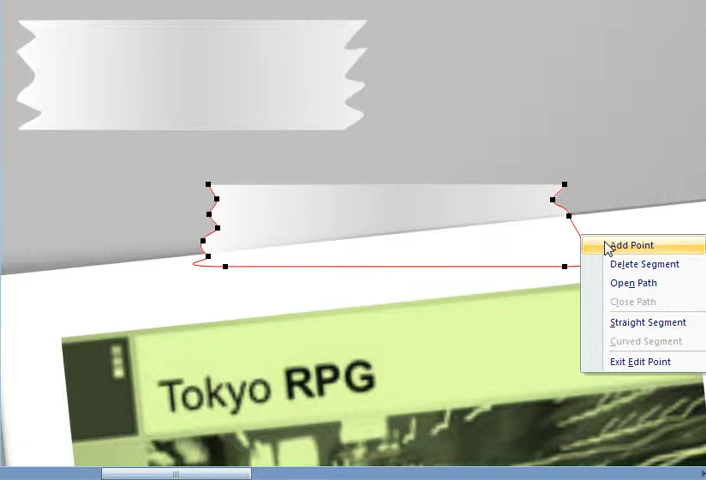 Add Point
Delete Segment
Open Path
Close Path
Straight Segment
Curved Segment
Exit Edit Point
Tokyo RPG